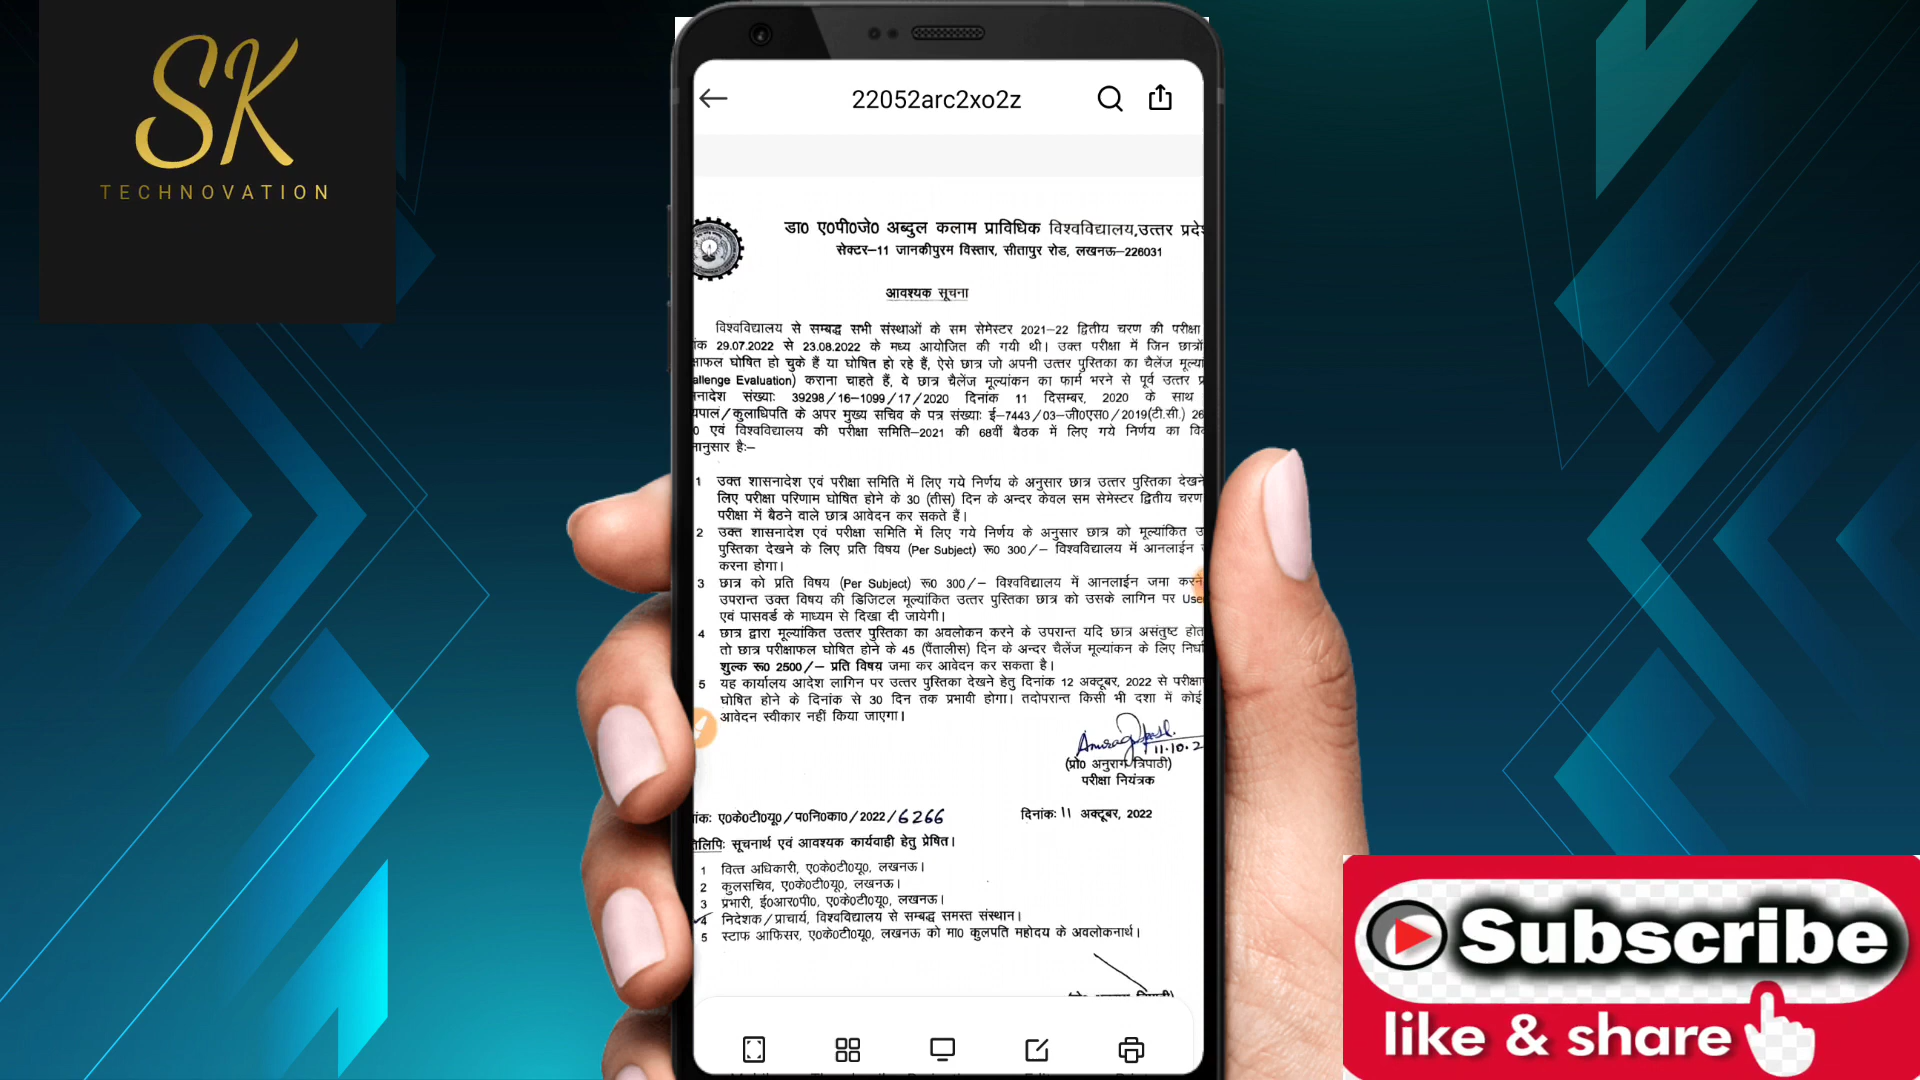 SK
TECHNOVATION
22052arc2xo2z
डा0 ए0पी0जे0 अब्दुल कलाम प्राविधिक विश्वविद्यालय,उत्तर प्रदे
सेक्टर–11 जानकीपुरम विस्तार, सीतापुर रोड, लखनऊ–226031
आवश्यक सूचना
विश्वविद्यालय से सम्बद्ध सभी संस्थाओं के सम सेमेस्टर 2021–22 द्वितीय चरण की परीक्षा
ांक 29.07.2022 से 23.08.2022 के मध्य आयोजित की गयी थी। उक्त परीक्षा में जिन छात्रों
क्षाफल घोषित हो चुके हैं या घोषित हो रहे हैं, ऐसे छात्र जो अपनी उत्तर पुस्तिका का चैलेंज मूल्या
allenge Evaluation) कराना चाहते हैं, वे छात्र चैलेंज मूल्यांकन का फार्म भरने से पूर्व उत्तर प्र
नादेश संख्या: 39298/16–1099/17/2020 दिनांक 11 दिसम्बर, 2020 के साथ
यपाल/कुलाधिपति के अपर मुख्य सचिव के पत्र संख्या: ई–7443/03–जी0एस0/2019(टी.सी.) 26
0 एवं विश्वविद्यालय की परीक्षा समिति–2021 की 68वीं बैठक में लिए गये निर्णय का वि
ानुसार है:–
1 उक्त शासनादेश एवं परीक्षा समिति में लिए गये निर्णय के अनुसार छात्र उत्तर पुस्तिका देखने
लिए परीक्षा परिणाम घोषित होने के 30 (तीस) दिन के अन्दर केवल सम सेमेस्टर द्वितीय चरण
परीक्षा में बैठने वाले छात्र आवेदन कर सकते हैं।
2 उक्त शासनादेश एवं परीक्षा समिति में लिए गये निर्णय के अनुसार छात्र को मूल्यांकित उ
पुस्तिका देखने के लिए प्रति विषय (Per Subject) रू0 300/– विश्वविद्यालय में आनलाईन
करना होगा।
3 छात्र को प्रति विषय (Per Subject) रू0 300/– विश्वविद्यालय में आनलाईन जमा करने
उपरान्त उक्त विषय की डिजिटल मूल्यांकित उत्तर पुस्तिका छात्र को उसके लागिन पर Use
एवं पासवर्ड के माध्यम से दिखा दी जायेगी।
4 छात्र द्वारा मूल्यांकित उत्तर पुस्तिका का अवलोकन करने के उपरान्त यदि छात्र असंतुष्ट होत
तो छात्र परीक्षाफल घोषित होने के 45 (पैंतालीस) दिन के अन्दर चैलेंज मूल्यांकन के लिए निर्धा
शुल्क रू0 2500/– प्रति विषय जमा कर आवेदन कर सकता है।
5 यह कार्यालय आदेश लागिन पर उत्तर पुस्तिका देखने हेतु दिनांक 12 अक्टूबर, 2022 से परीक्षा
घोषित होने के दिनांक से 30 दिन तक प्रभावी होगा। तदोपरान्त किसी भी दशा में कोई
आवेदन स्वीकार नहीं किया जाएगा।
11.10.2
(प्रो0 अनुराग त्रिपाठी)
परीक्षा नियंत्रक
ांक: ए0के0टी0यू0/प0नि0का0/2022/6266 दिनांक: 11 अक्टूबर, 2022
तेलिपि: सूचनार्थ एवं आवश्यक कार्यवाही हेतु प्रेषित।
1 वित्त अधिकारी, ए0के0टी0यू0, लखनऊ।
2 कुलसचिव, ए0के0टी0यू0, लखनऊ।
3 प्रभारी, ई0आर0पी0, ए0के0टी0यू0, लखनऊ।
4 निदेशक/प्राचार्य, विश्वविद्यालय से सम्बद्ध समस्त संस्थान।
5 स्टाफ आफिसर, ए0के0टी0यू0, लखनऊ को मा0 कुलपति महोदय के अवलोकनार्थ।
Subscribe
like & share